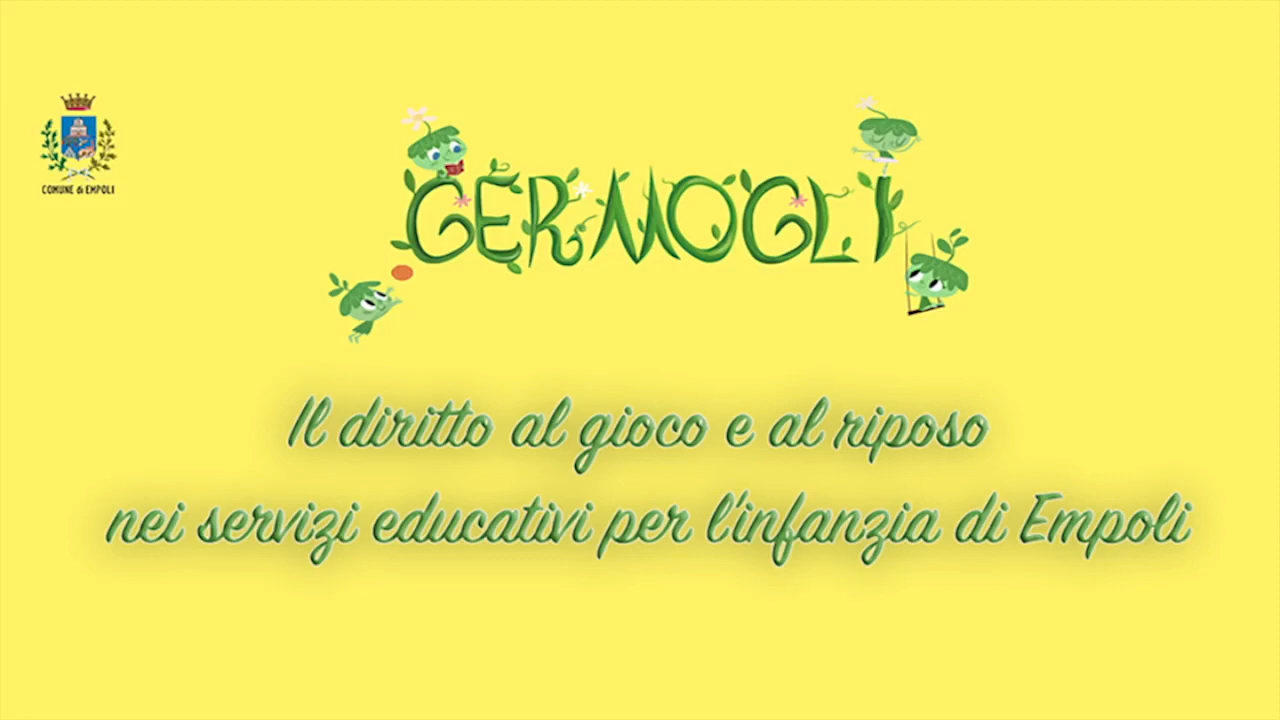 COMUNE di EMPOLI
GERMOGLI
Il diritto al gioco e al riposo
nei servizi educativi per l'infanzia di Empoli